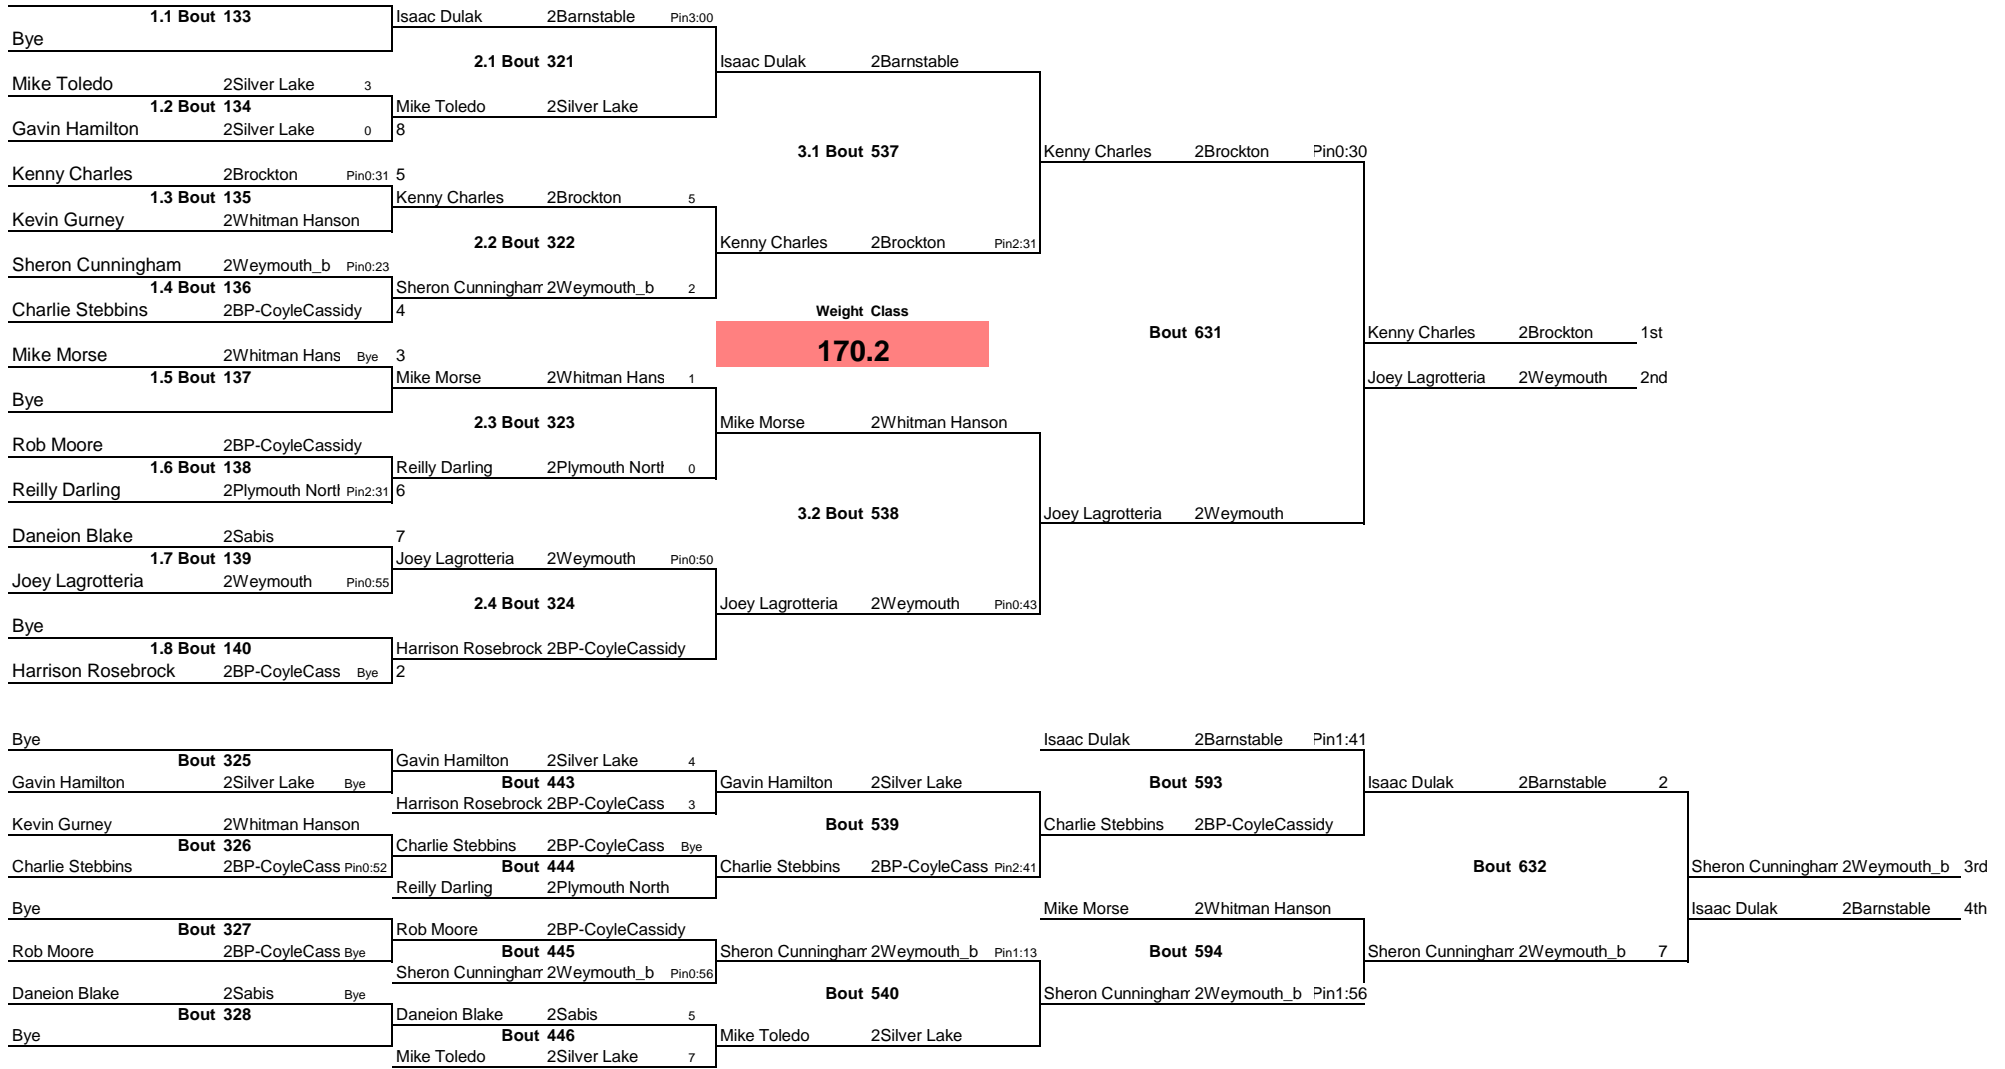 1.1 Bout 133 Isaac Dulak 2Barnstable Pin3:00
Bye
2.1 Bout 321 Isaac Dulak 2Barnstable
Mike Toledo 2Silver Lake 3
1.2 Bout 134 Mike Toledo 2Silver Lake
Gavin Hamilton 2Silver Lake 0 8
3.1 Bout 537 Kenny Charles 2Brockton Pin0:30
Kenny Charles 2Brockton Pin0:31 5
1.3 Bout 135 Kenny Charles 2Brockton 5
Kevin Gurney 2Whitman Hanson
2.2 Bout 322 Kenny Charles 2Brockton Pin2:31
Sheron Cunningham 2Weymouth_b Pin0:23
1.4 Bout 136 Sheron Cunninghar 2Weymouth_b 2
Charlie Stebbins 2BP-CoyleCassidy 4 Weight Class
Bout 631 Kenny Charles 2Brockton 1st
Mike Morse 2Whitman Hans Bye 3 170.2
1.5 Bout 137 Mike Morse 2Whitman Hans 1 Joey Lagrotteria 2Weymouth 2nd
Bye
2.3 Bout 323 Mike Morse 2Whitman Hanson
Rob Moore 2BP-CoyleCassidy
1.6 Bout 138 Reilly Darling 2Plymouth North 0
Reilly Darling 2Plymouth North Pin2:31 6
3.2 Bout 538 Joey Lagrotteria 2Weymouth
Daneion Blake 2Sabis 7
1.7 Bout 139 Joey Lagrotteria 2Weymouth Pin0:50
Joey Lagrotteria 2Weymouth Pin0:55
2.4 Bout 324 Joey Lagrotteria 2Weymouth Pin0:43
Bye
1.8 Bout 140 Harrison Rosebrock 2BP-CoyleCassidy
Harrison Rosebrock 2BP-CoyleCass Bye 2
Bye Isaac Dulak 2Barnstable Pin1:41
Bout 325 Gavin Hamilton 2Silver Lake 4
Gavin Hamilton 2Silver Lake Bye Bout 443 Gavin Hamilton 2Silver Lake Bout 593 Isaac Dulak 2Barnstable 2
Harrison Rosebrock 2BP-CoyleCass 3
Kevin Gurney 2Whitman Hanson Bout 539 Charlie Stebbins 2BP-CoyleCassidy
Bout 326 Charlie Stebbins 2BP-CoyleCass Bye
Charlie Stebbins 2BP-CoyleCass Pin0:52 Bout 444 Charlie Stebbins 2BP-CoyleCass Pin2:41 Bout 632 Sheron Cunninghar 2Weymouth_b 3rd
Reilly Darling 2Plymouth North
Bye Mike Morse 2Whitman Hanson Isaac Dulak 2Barnstable 4th
Bout 327 Rob Moore 2BP-CoyleCassidy
Rob Moore 2BP-CoyleCass Bye Bout 445 Sheron Cunninghar 2Weymouth_b Pin1:13 Bout 594 Sheron Cunninghar 2Weymouth_b 7
Sheron Cunninghar 2Weymouth_b Pin0:56
Daneion Blake 2Sabis Bye Bout 540 Sheron Cunninghar 2Weymouth_b Pin1:56
Bout 328 Daneion Blake 2Sabis 5
Bye Bout 446 Mike Toledo 2Silver Lake
Mike Toledo 2Silver Lake 7